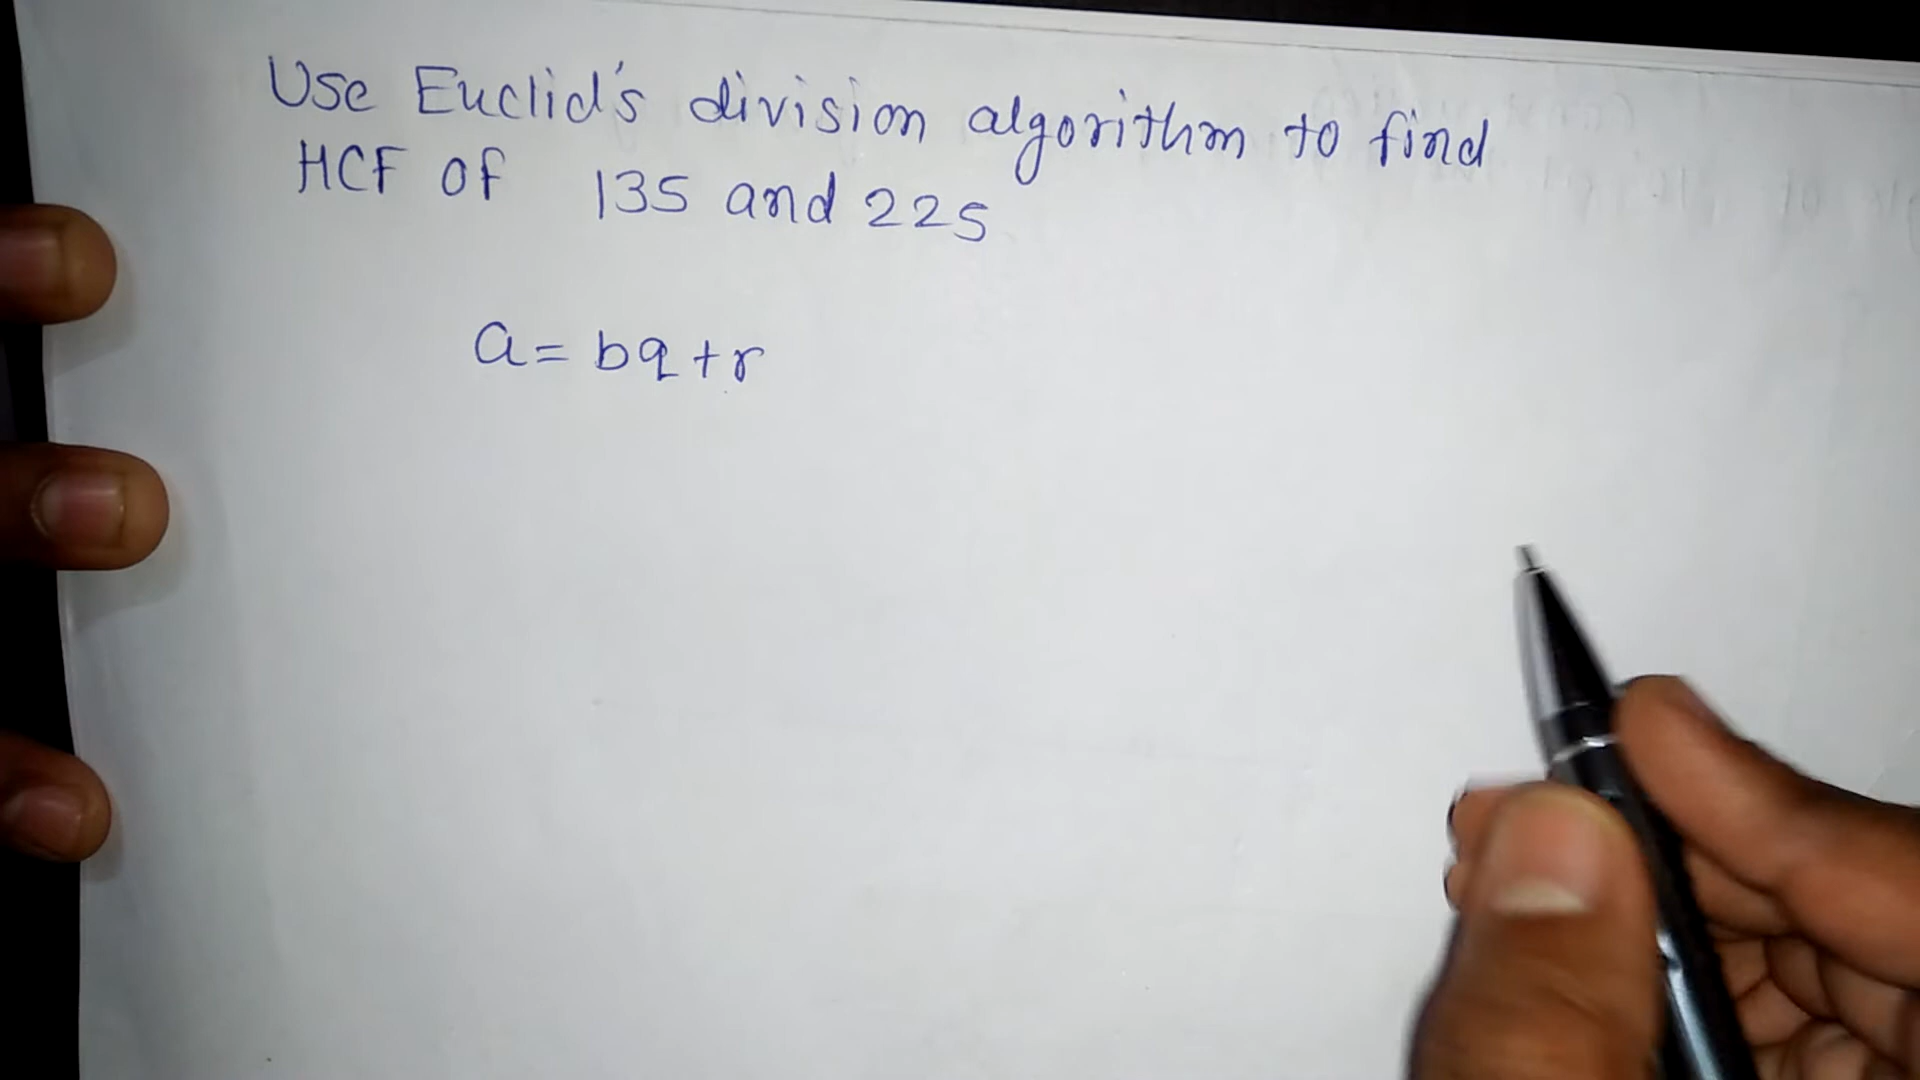 Use Euclid's division algorithm to find
HCF of 135 and 225
a = bq + r